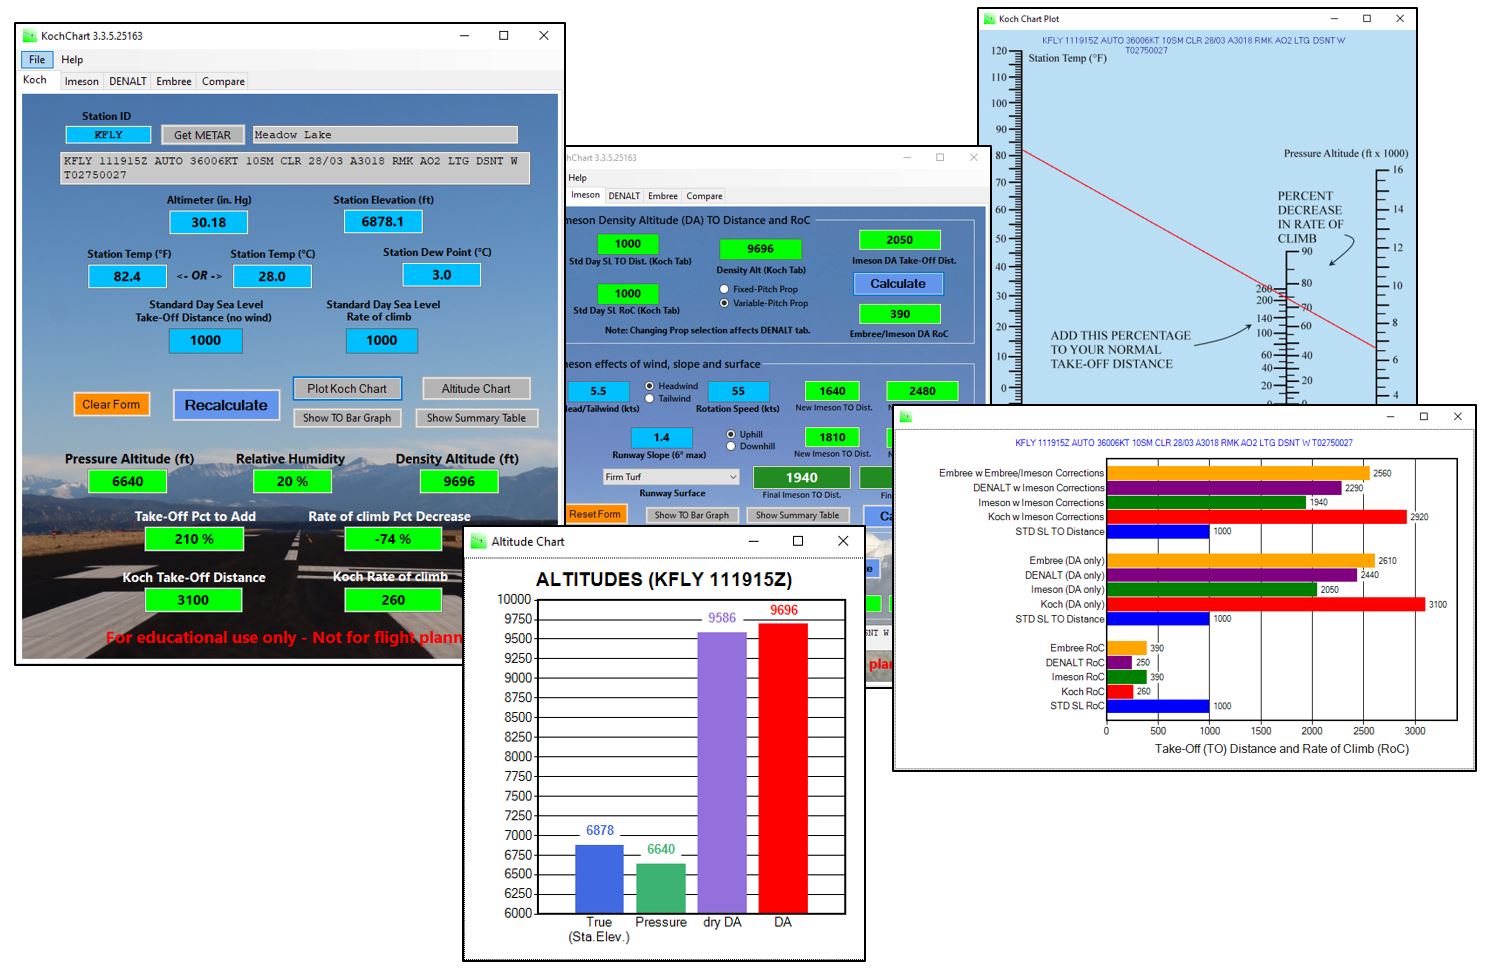 KochChart 3.3.5.25163
File Help
Koch Imeson DENALT Embree Compare
Station ID
KFLY Get METAR Meadow Lake
KFLY 111915Z AUTO 36006KT 10SM CLR 28/03 A3018 RMK AO2 LTG DSNT W
T02750027
Altimeter (in. Hg) Station Elevation (ft)
30.18 6878.1
Station Temp (°F) Station Temp (°C) Station Dew Point (°C)
82.4 <- OR -> 28.0 3.0
Standard Day Sea Level Standard Day Sea Level
Take-Off Distance (no wind) Rate of climb
1000 1000
Plot Koch Chart Altitude Chart
Clear Form Recalculate
Show TO Bar Graph Show Summary Table
Pressure Altitude (ft) Relative Humidity Density Altitude (ft)
6640 20 % 9696
Take-Off Pct to Add Rate of climb Pct Decrease
210 % -74 %
Koch Take-Off Distance Koch Rate of climb
3100 260
For educational use only - Not for flight plann
3.3.5.25163
Help
Imeson DENALT Embree Compare
Density Altitude (DA) TO Distance and RoC
1000 9696 2050
Std Day SL TO Dist. (Koch Tab) Density Alt (Koch Tab) Imeson DA Take-Off Dist.
1000 Fixed-Pitch Prop Calculate
Std Day SL RoC (Koch Tab) Variable-Pitch Prop 390
Note: Changing Prop selection affects DENALT tab. Embree/Imeson DA RoC
effects of wind, slope and surface
5.5 Headwind 55 1640 2480
Tailwind
Rotation Speed (kts) New Imeson TO Dist. New Imeson TO Dist.
1.4 Uphill 1810
Downhill
Runway Slope (6° max) New Imeson TO Dist.
Firm Turf 1940
Runway Surface Final Imeson TO Dist.
Reset Form Show TO Bar Graph Show Summary Table
Koch Chart Plot
KFLY 111915Z AUTO 36006KT 10SM CLR 28/03 A3018 RMK AO2 LTG DSNT W
T02750027
Station Temp (°F)
120
110
100
90
80
70
60
50
40
30
20
10
0
Pressure Altitude (ft x 1000)
16
14
12
10
8
6
4
PERCENT
DECREASE
IN RATE OF
CLIMB
90
80
70
60
40
20
0
260
200
140
100
60
40
20
0
ADD THIS PERCENTAGE
TO YOUR NORMAL
TAKE-OFF DISTANCE
KFLY 111915Z AUTO 36006KT 10SM CLR 28/03 A3018 RMK AO2 LTG DSNT W T02750027
Embree w Embree/Imeson Corrections 2560
DENALT w Imeson Corrections 2290
Imeson w Imeson Corrections 1940
Koch w Imeson Corrections 2920
STD SL TO Distance 1000
Embree (DA only) 2610
DENALT (DA only) 2440
Imeson (DA only) 2050
Koch (DA only) 3100
STD SL TO Distance 1000
Embree RoC 390
DENALT RoC 250
Imeson RoC 390
Koch RoC 260
STD SL RoC 1000
0 500 1000 1500 2000 2500 3000
Take-Off (TO) Distance and Rate of Climb (RoC)
Altitude Chart
ALTITUDES (KFLY 111915Z)
10000
9750
9500
9250
9000
8750
8500
8250
8000
7750
7500
7250
7000
6750
6500
6250
6000
6878 6640 9586 9696
True Pressure dry DA DA
(Sta.Elev.)